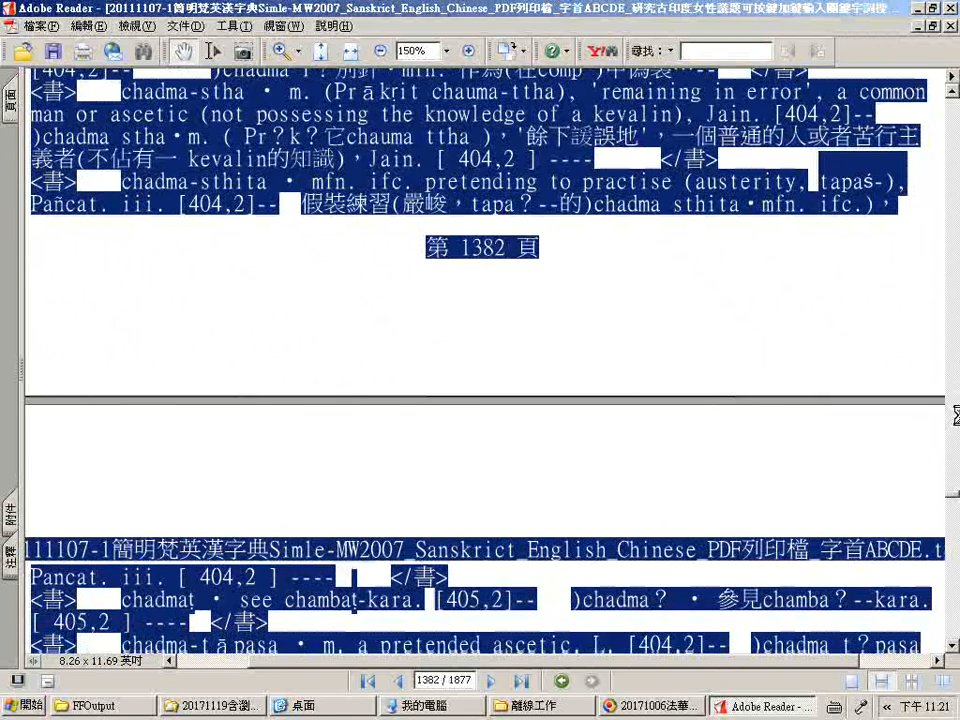 Adobe Reader - [20111107-1簡明梵英漢字典Simle-MW2007_Sanskrict_English_Chinese_PDF列印檔_字首ABCDE_研究古印度女性議題可按鍵加鍵輸入關鍵字詞搜...
檔案(F) 編輯(E) 檢視(V) 文件(D) 工具(T) 視窗(W) 說明(H)
150% Y! 尋找:
頁面
<書> chadma-stha · m. (Prākrit chauma-ttha), 'remaining in error', a common
man or ascetic (not possessing the knowledge of a kevalin), Jain. [404,2]--
)chadma stha·m. ( Pr?k?它chauma ttha ),'餘下誤地',一個普通的人或者苦行主
義者(不佔有一 kevalin的知識),Jain. [ 404,2 ] ---- </書>
<書> chadma-sthita · mfn. ifc. pretending to practise (austerity, tapaś-),
Pañcat. iii. [404,2]-- 假裝練習(嚴峻,tapa?--的)chadma sthita·mfn. ifc.),
第 1382 頁
111107-1簡明梵英漢字典Simle-MW2007_Sanskrict_English_Chinese_PDF列印檔_字首ABCDE.t
Pancat. iii. [ 404,2 ] ---- </書>
<書> chadmaṭ · see chambaṭ-kara. [405,2]-- )chadma? · 參見chamba?--kara.
[ 405,2 ] ---- </書>
<書> chadma-tāpasa · m. a pretended ascetic, L. [404,2]-- )chadma t?pasa
附件
注釋
8.26 x 11.69 英吋
1382 / 1877
開始 FFOutput 20171119含瀏... 桌面 我的電腦 離線工作 20171006法華... Adobe Reader - ... 下午 11:21